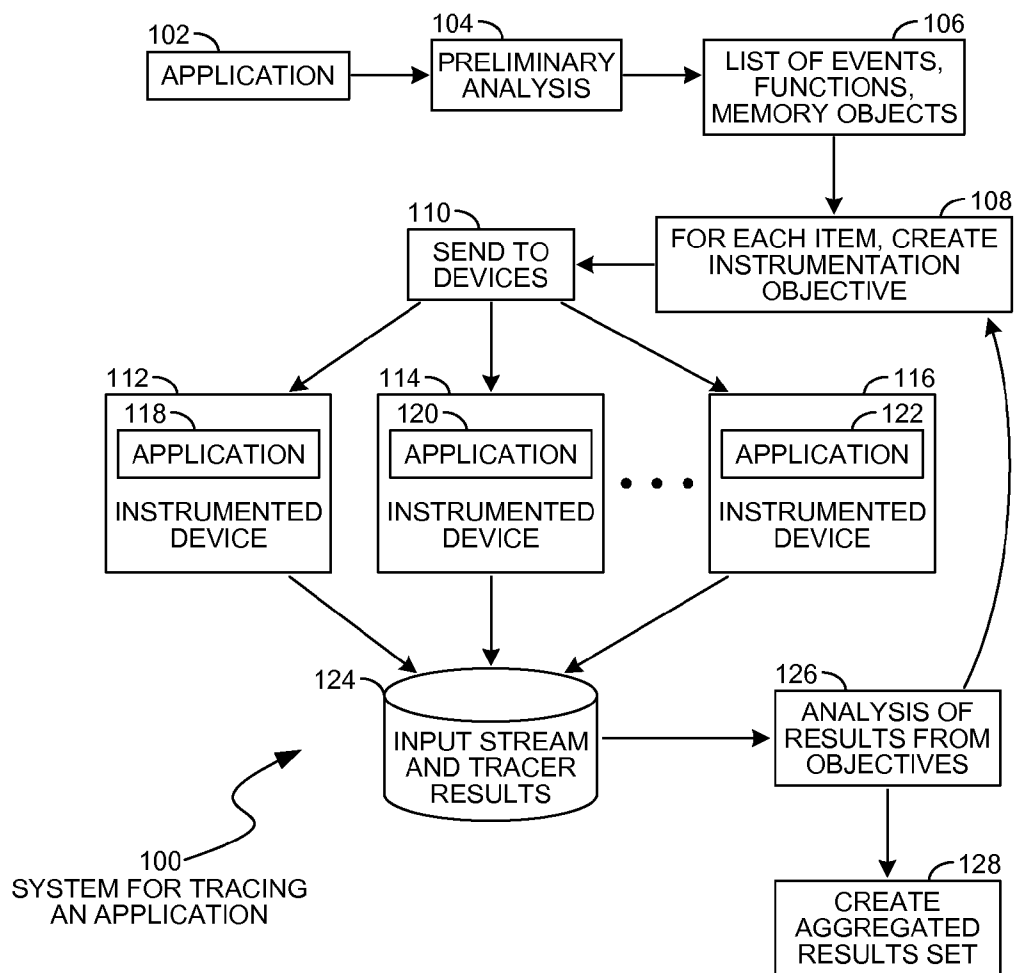 102
APPLICATION
104
PRELIMINARY
ANALYSIS
106
LIST OF EVENTS,
FUNCTIONS,
MEMORY OBJECTS
108
FOR EACH ITEM, CREATE
INSTRUMENTATION
OBJECTIVE
110
SEND TO
DEVICES
112
118
APPLICATION
INSTRUMENTED
DEVICE
114
120
APPLICATION
INSTRUMENTED
DEVICE
116
122
APPLICATION
INSTRUMENTED
DEVICE
124
INPUT STREAM
AND TRACER
RESULTS
126
ANALYSIS OF
RESULTS FROM
OBJECTIVES
100
SYSTEM FOR TRACING
AN APPLICATION
128
CREATE
AGGREGATED
RESULTS SET